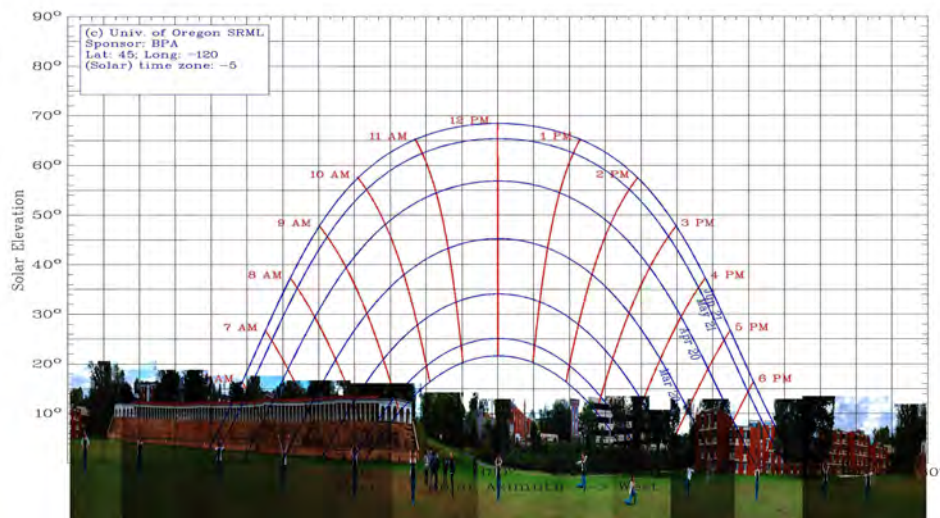 90°
(c) Univ. of Oregon SRML
Sponsor: BPA
Lat: 45; Long: -120
(Solar) time zone: -5
80°
70°
12 PM
11 AM
1 PM
60°
10 AM
2 PM
50°
9 AM
3 PM
Solar Elevation
40°
8 AM
4 PM
30°
Jun 21
May 21
7 AM
5 PM
Apr 20
20°
Mar 20
AM
6 PM
10°
Azimuth --> West